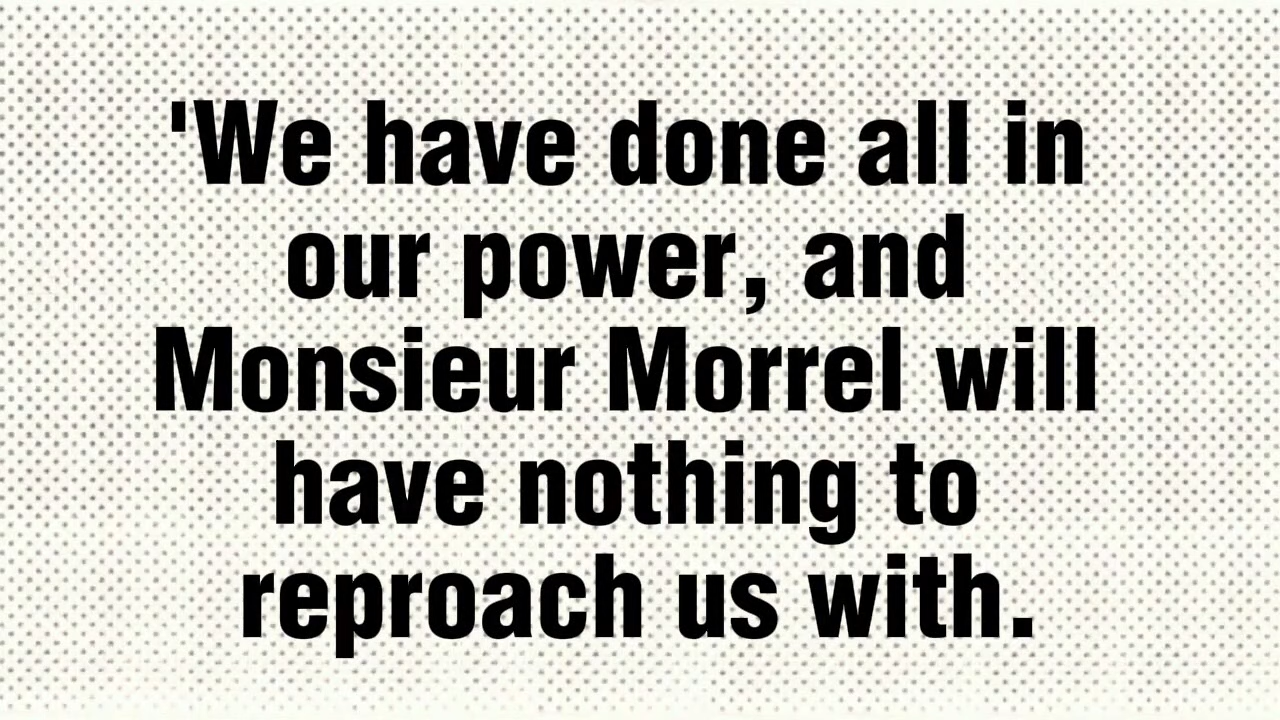 'We have done all in
our power, and
Monsieur Morrel will
have nothing to
reproach us with.